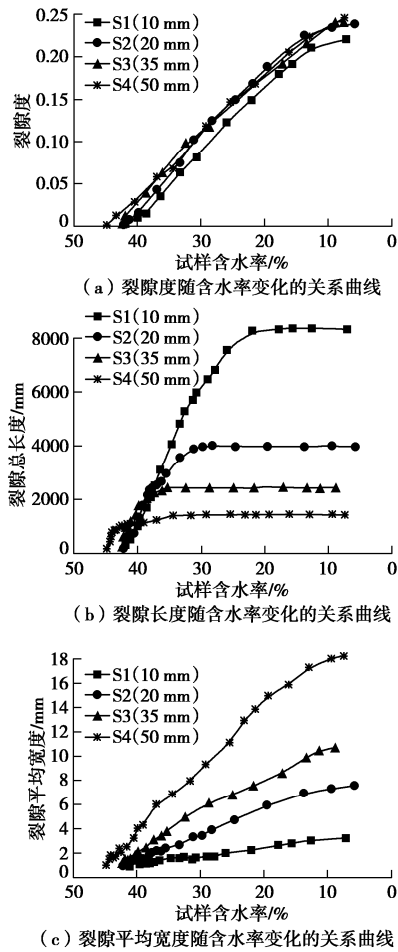 0.25
0.20
0.15
0.10
0.05
0
裂隙度
S1(10 mm)
S2(20 mm)
S3(35 mm)
S4(50 mm)
50 40 30 20 10 0
试样含水率/%
(a)裂隙度随含水率变化的关系曲线
8000
6000
4000
2000
0
裂隙总长度/mm
S1(10 mm)
S2(20 mm)
S3(35 mm)
S4(50 mm)
50 40 30 20 10 0
试样含水率/%
(b)裂隙长度随含水率变化的关系曲线
18
16
14
12
10
8
6
4
2
0
裂隙平均宽度/mm
S1(10 mm)
S2(20 mm)
S3(35 mm)
S4(50 mm)
50 40 30 20 10 0
试样含水率/%
(c)裂隙平均宽度随含水率变化的关系曲线